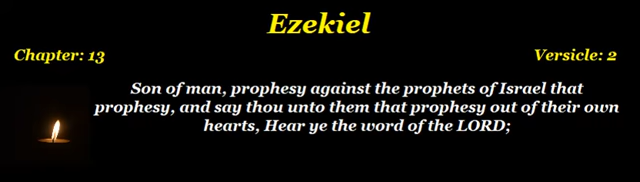 Ezekiel
Chapter: 13
Versicle: 2
Son of man, prophesy against the prophets of Israel that
prophesy, and say thou unto them that prophesy out of their own
hearts, Hear ye the word of the LORD;